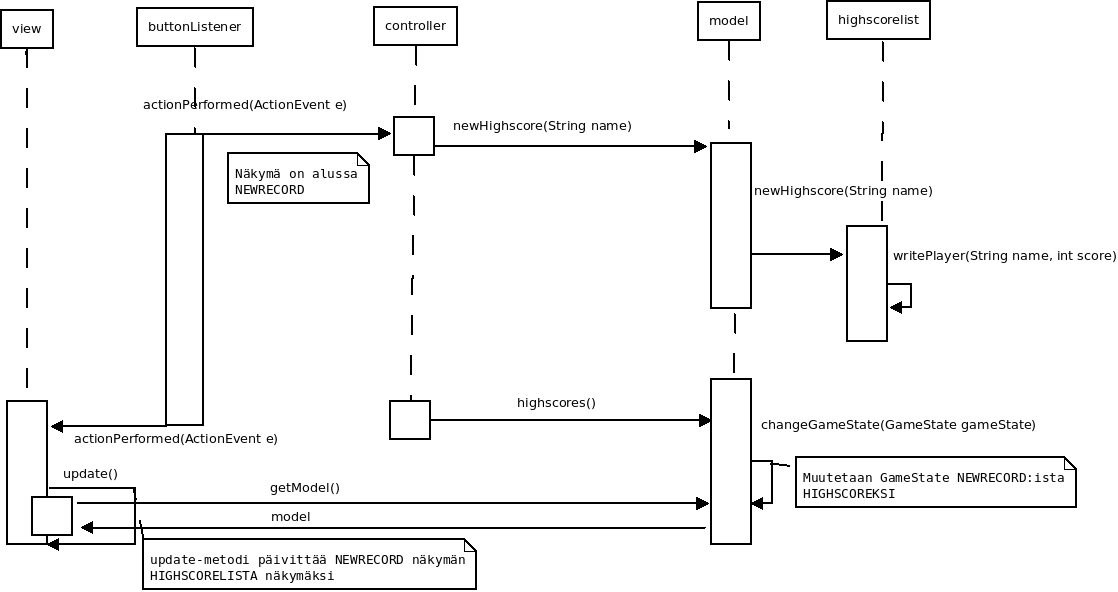 view
buttonListener
controller
model
highscorelist
actionPerformed(ActionEvent e)
newHighscore(String name)
Näkymä on alussa
NEWRECORD
newHighscore(String name)
writePlayer(String name, int score)
highscores()
changeGameState(GameState gameState)
actionPerformed(ActionEvent e)
update()
getModel()
Muutetaan GameState NEWRECORD:ista
HIGHSCOREKSI
model
update-metodi päivittää NEWRECORD näkymän
HIGHSCORELISTA näkymäksi